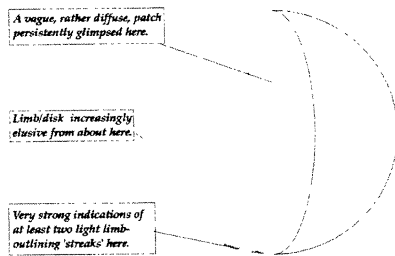 A vague, rather diffuse, patch
persistently glimpsed here.
Limb/disk increasingly
elusive from about here.
Very strong indications of
at least two light limb-
outlining 'streaks' here.